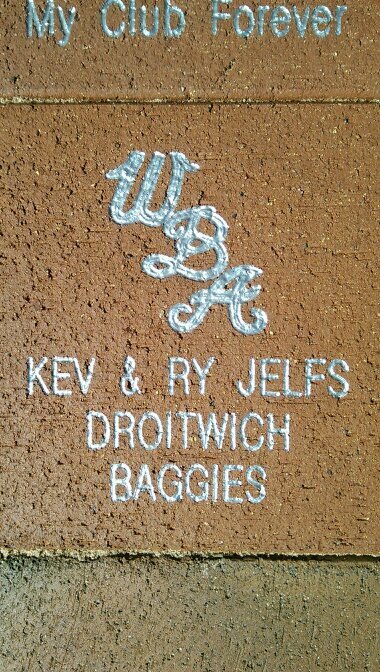 My Club Forever
WBA
KEV & RY JELFS
DROITWICH
BAGGIES